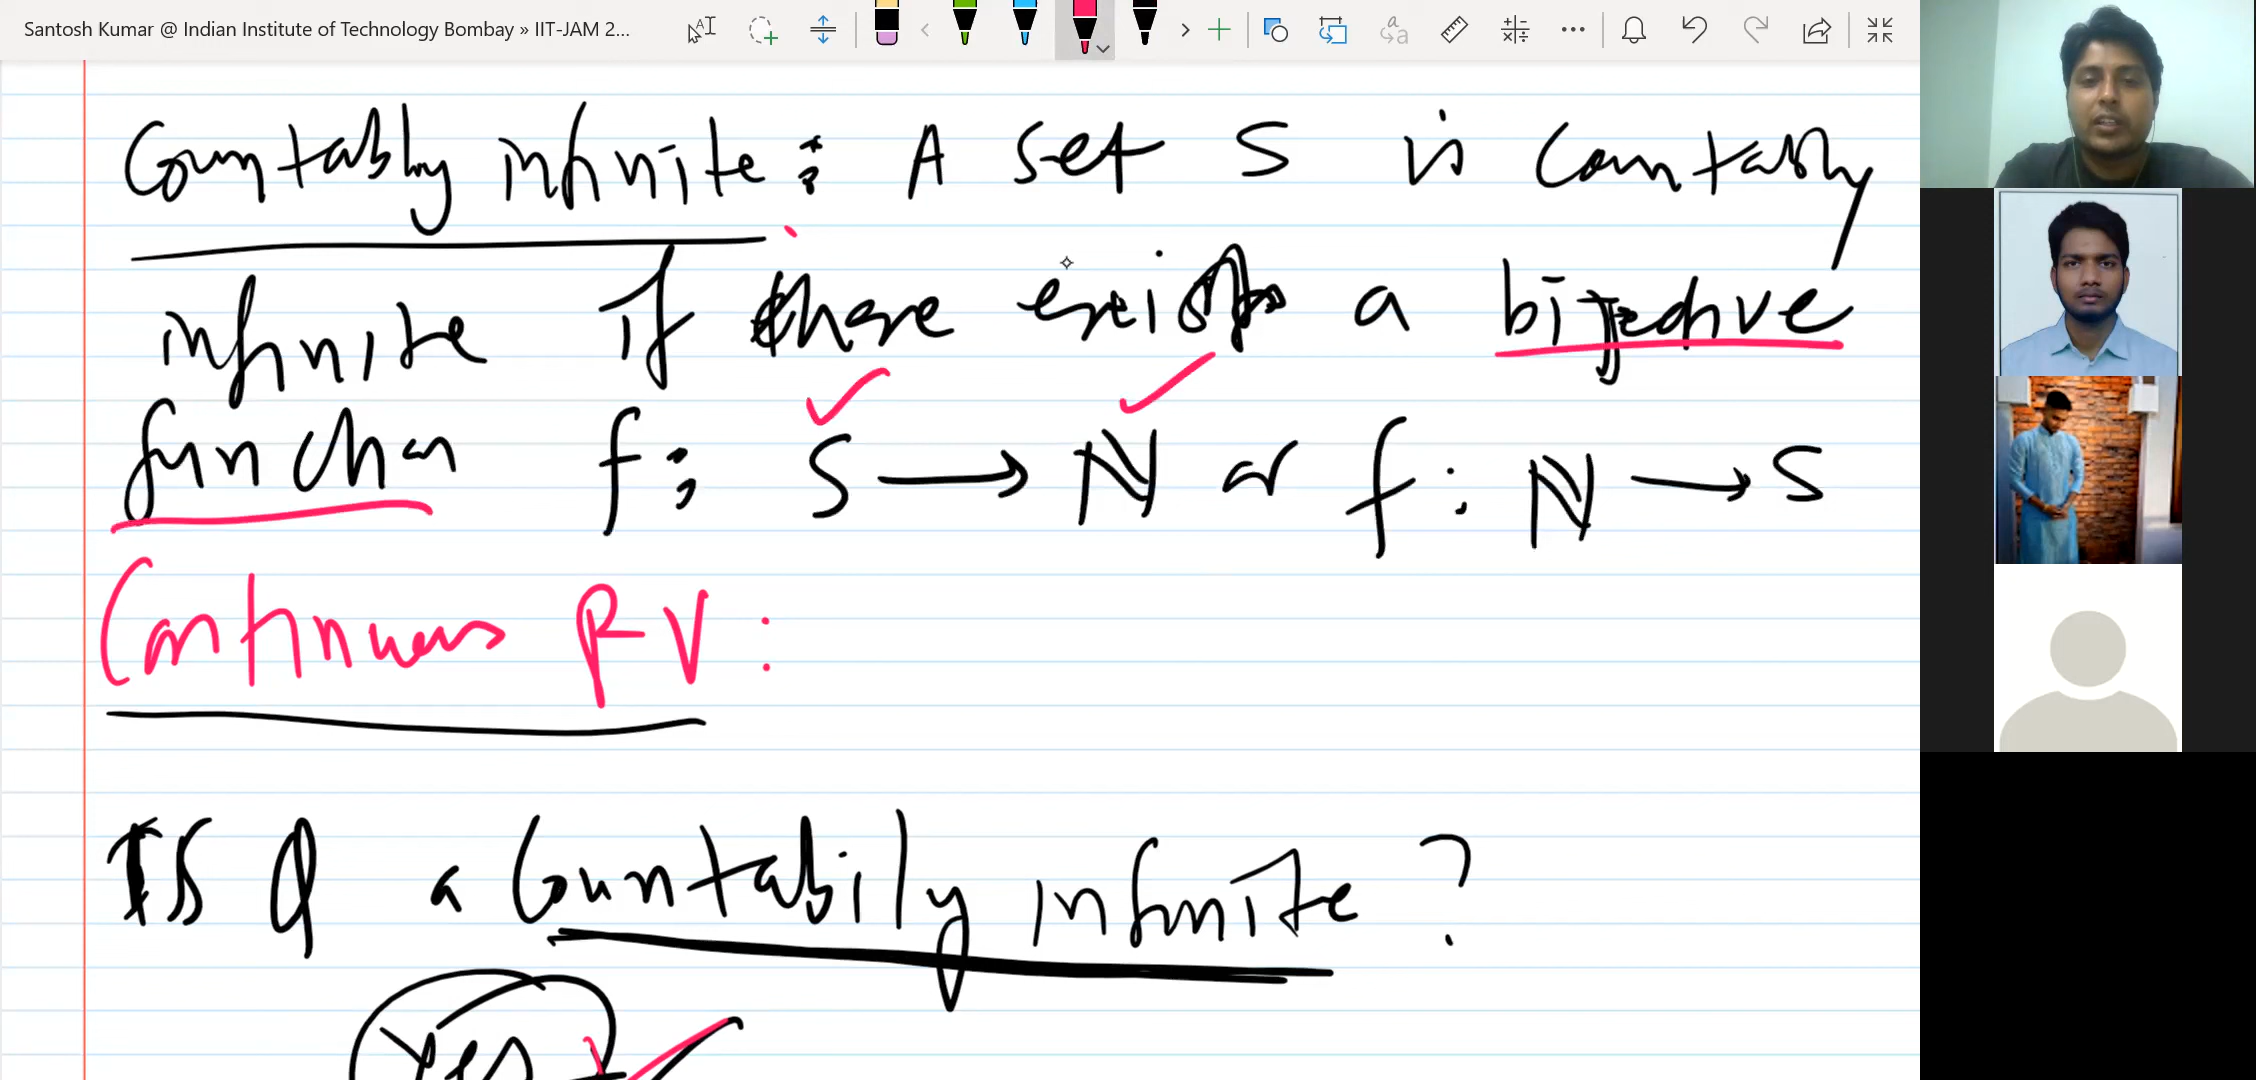 Santosh Kumar @ Indian Institute of Technology Bombay » IIT-JAM 2...
Countably infinite : A set S is Countably
infinite if there exists a bijective
function f : S → ℕ or f : ℕ → S
Continuous RV :
Is Q a Countabily infinite ?
Yes